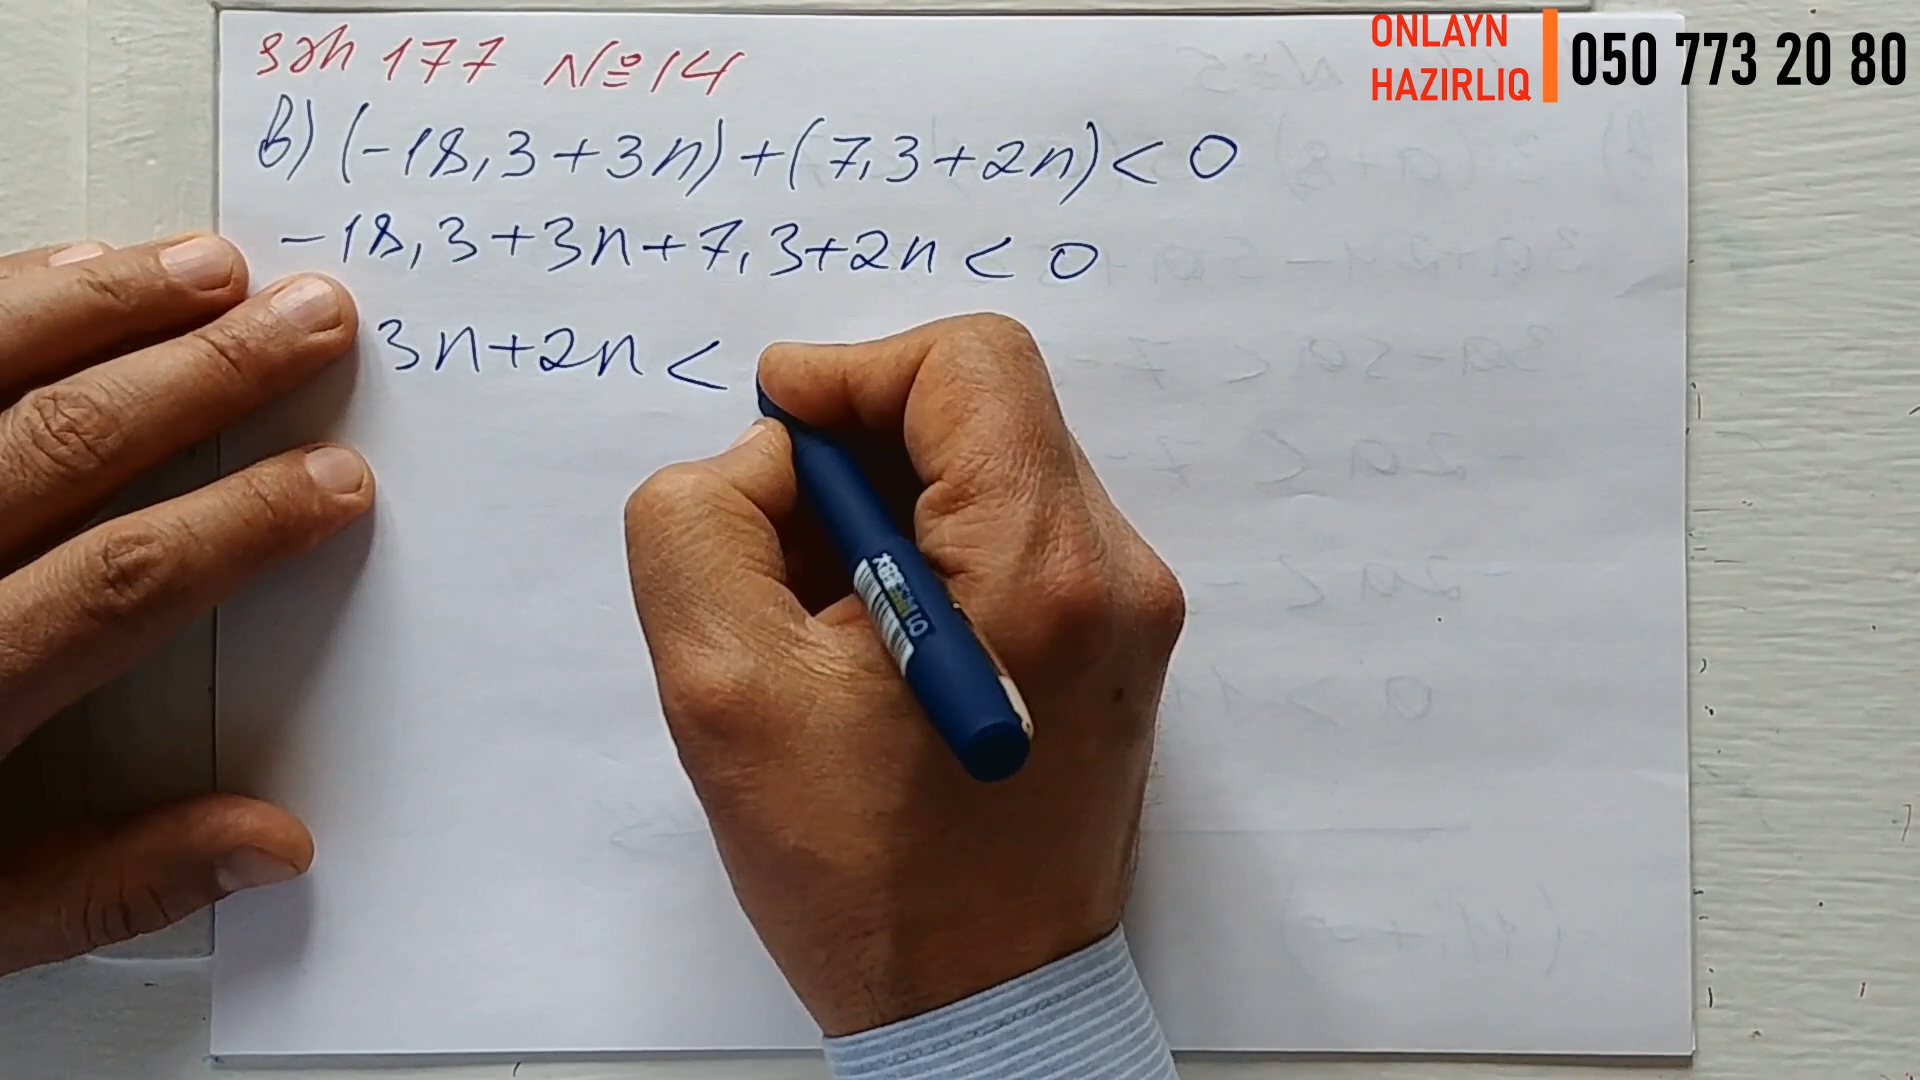 səh 177 №14
b) (-18,3+3n)+(7,3+2n)<0
-18,3+3n+7,3+2n<0
3n+2n<
ONLAYN
HAZIRLIQ
050 773 20 80